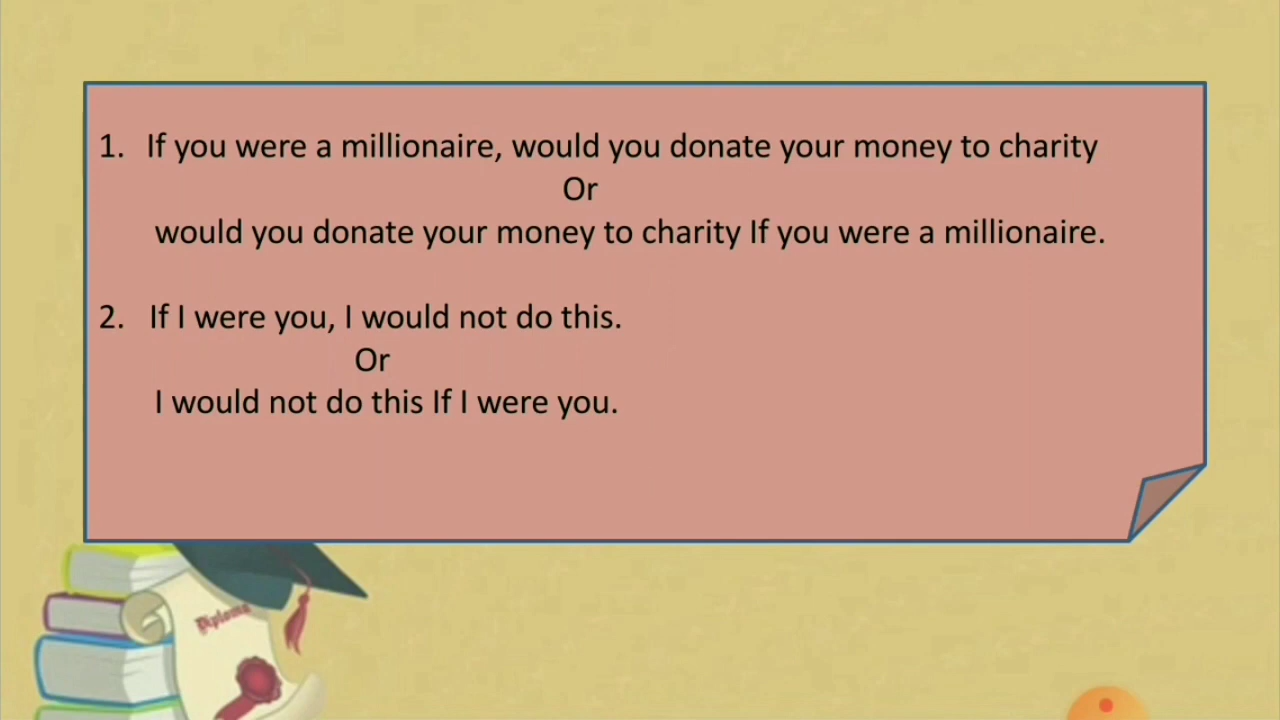 1. If you were a millionaire, would you donate your money to charity
Or
would you donate your money to charity If you were a millionaire.
2. If I were you, I would not do this.
Or
I would not do this If I were you.
Diploma